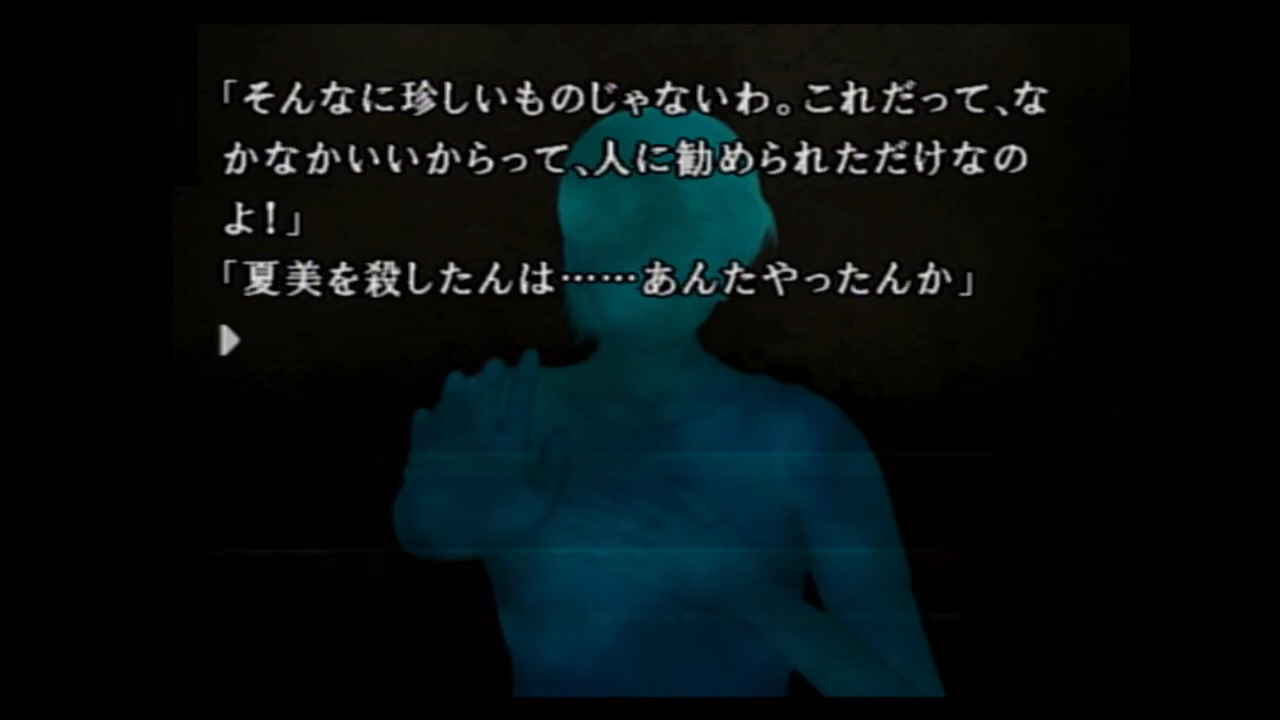 「そんなに珍しいものじゃないわ。これだって、な
かなかいいからって、人に勧められただけなの
よ！」
「夏美を殺したんは……あんたやったんか」